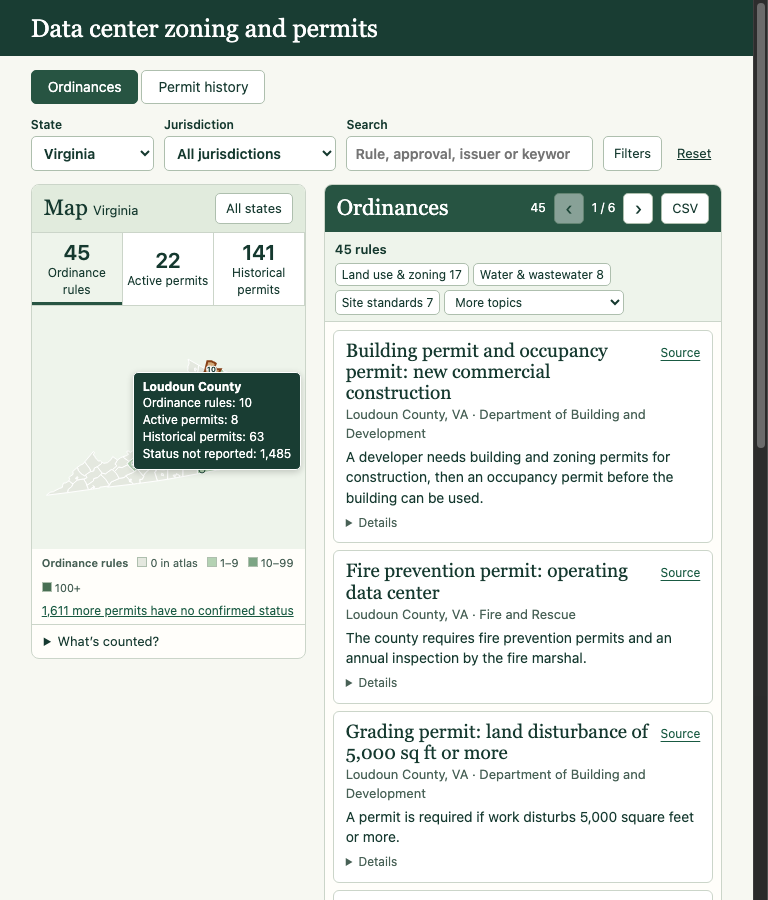 Data center zoning and permits
Ordinances
Permit history
State
Jurisdiction
Search
Virginia
All jurisdictions
Rule, approval, issuer or keywor
Filters
Reset
Map Virginia
All states
45
Ordinance
rules
22
Active permits
141
Historical
permits
10
Loudoun County
Ordinance rules: 10
Active permits: 8
Historical permits: 63
Status not reported: 1,485
Ordinance rules
0 in atlas
1–9
10–99
100+
1,611 more permits have no confirmed status
What's counted?
Ordinances
45
‹
1 / 6
›
CSV
45 rules
Land use & zoning 17
Water & wastewater 8
Site standards 7
More topics
Building permit and occupancy
permit: new commercial
construction
Source
Loudoun County, VA · Department of Building and
Development
A developer needs building and zoning permits for
construction, then an occupancy permit before the
building can be used.
Details
Fire prevention permit: operating
data center
Source
Loudoun County, VA · Fire and Rescue
The county requires fire prevention permits and an
annual inspection by the fire marshal.
Details
Grading permit: land disturbance of
5,000 sq ft or more
Source
Loudoun County, VA · Department of Building and
Development
A permit is required if work disturbs 5,000 square feet
or more.
Details